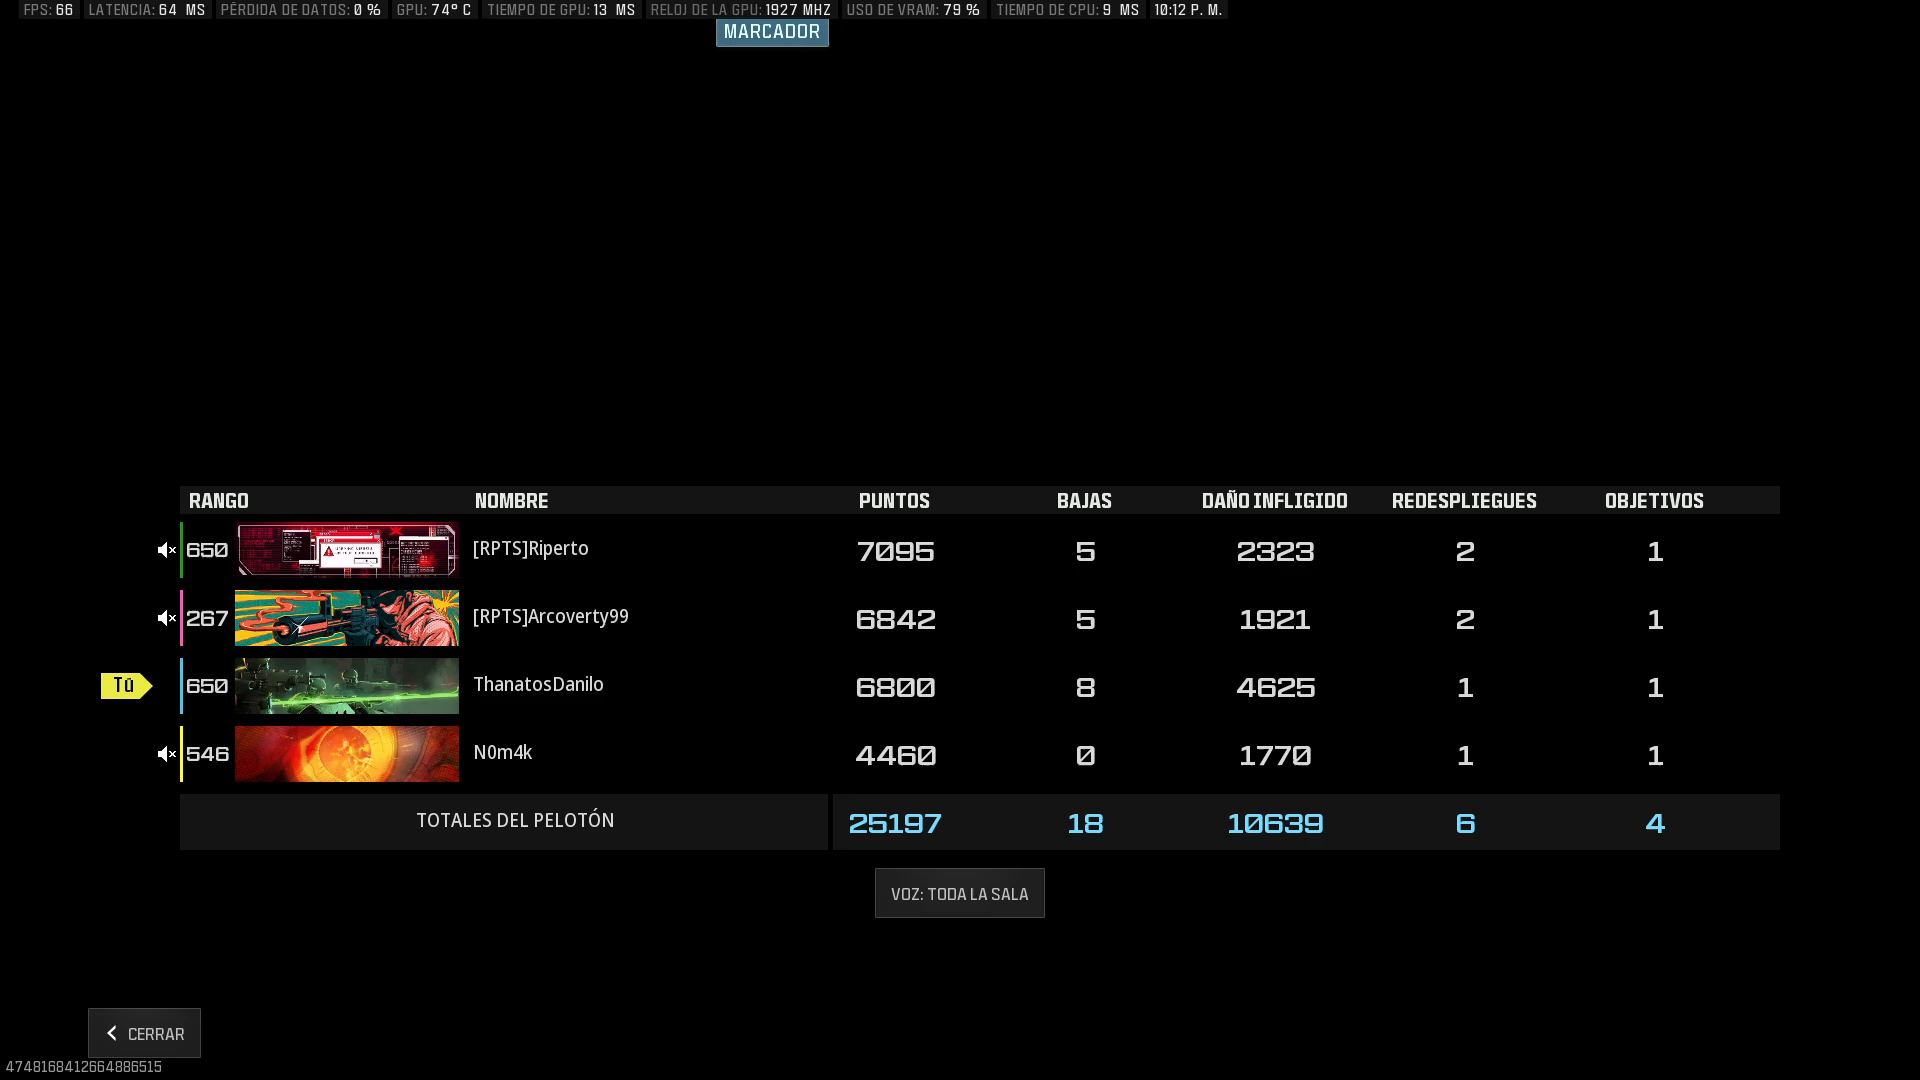 FPS: 66 LATENCIA: 64 MS PÉRDIDA DE DATOS: 0 % GPU: 74° C TIEMPO DE GPU: 13 MS RELOJ DE LA GPU: 1927 MHZ USO DE VRAM: 79 % TIEMPO DE CPU: 9 MS 10:12 P. M.
MARCADOR
RANGO NOMBRE PUNTOS BAJAS DAÑO INFLIGIDO REDESPLIEGUES OBJETIVOS
650 [RPTS]Riperto 7095 5 2323 2 1
267 [RPTS]Arcoverty99 6842 5 1921 2 1
TÚ 650 ThanatosDanilo 6800 8 4625 1 1
546 N0m4k 4460 0 1770 1 1
TOTALES DEL PELOTÓN 25197 18 10639 6 4
VOZ: TODA LA SALA
CERRAR
4748168412664886515